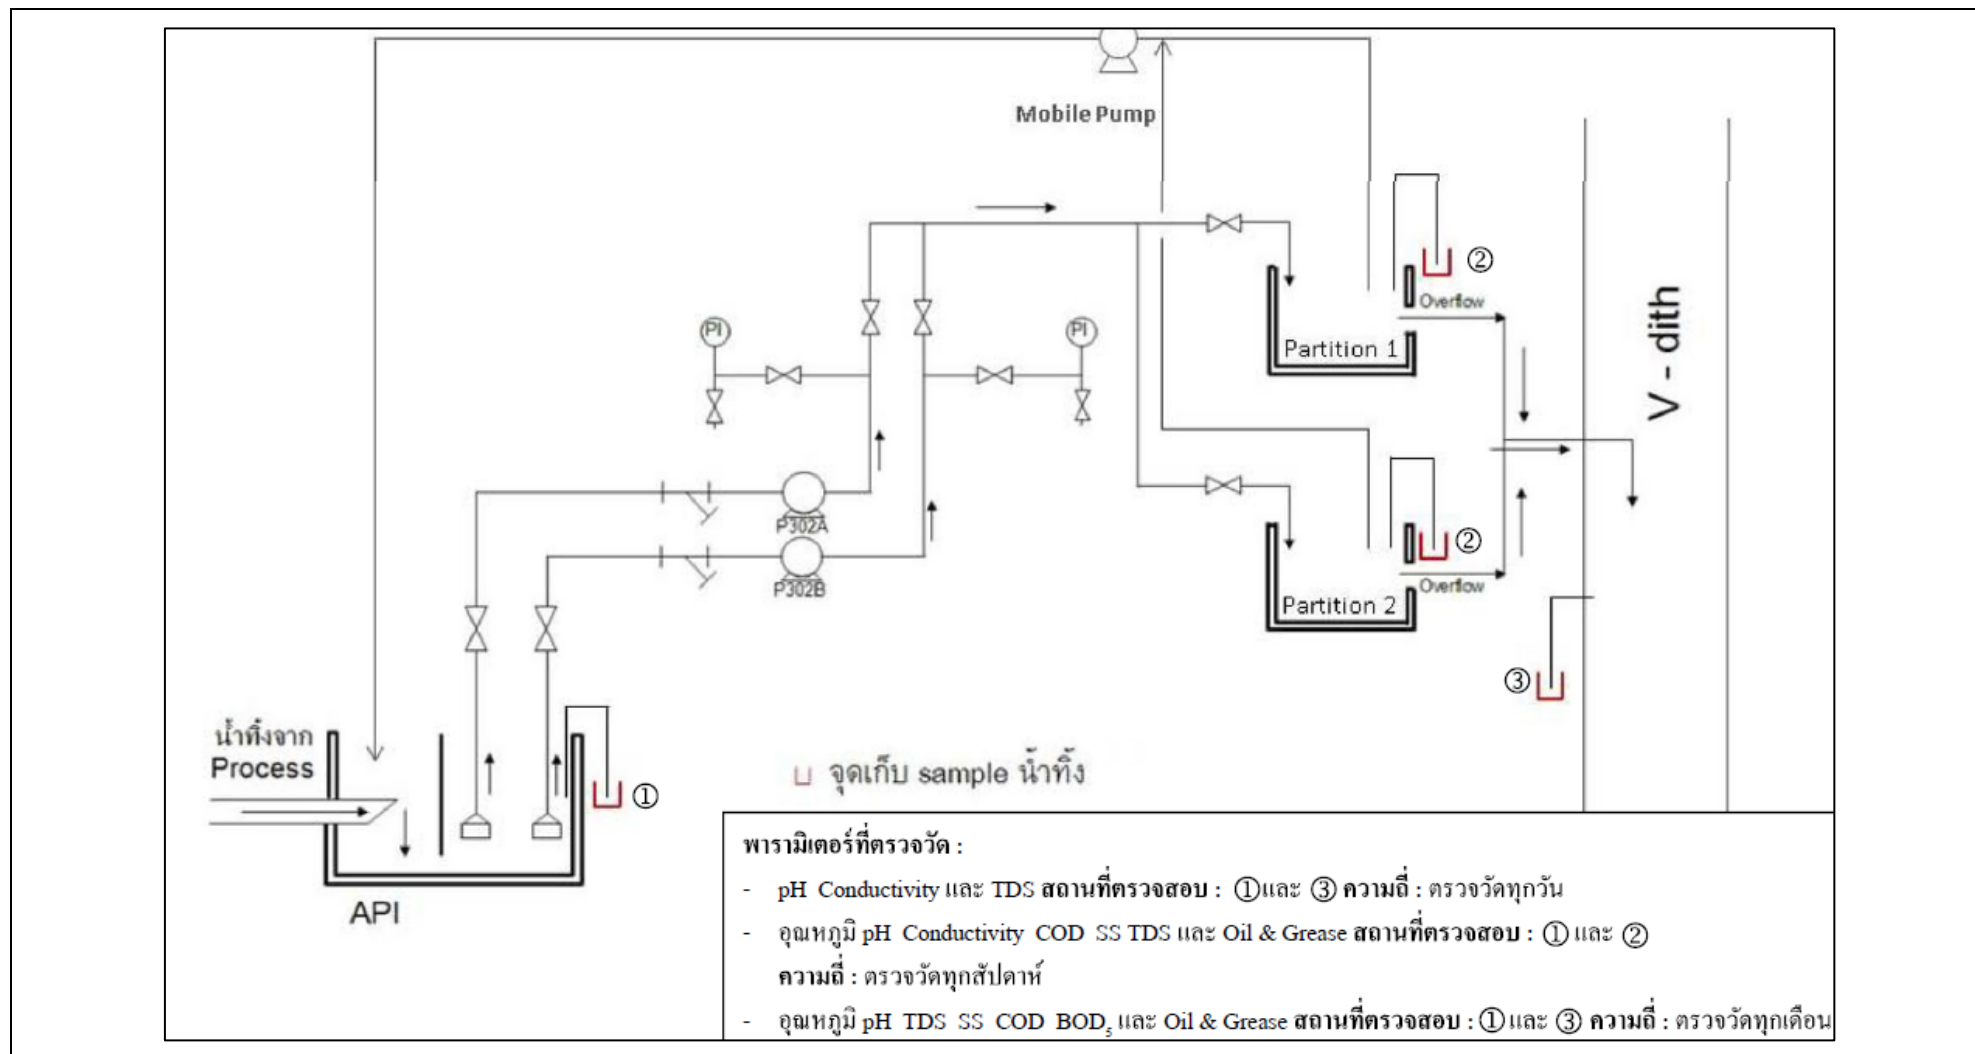 Mobile Pump
②
Overflow
PI
PI
Partition 1
V - dith
P302A
②
P302B
Overflow
Partition 2
③
น้ำทิ้งจาก
Process
①
จุดเก็บ sample น้ำทิ้ง
API
พารามิเตอร์ที่ตรวจวัด :
- pH Conductivity และ TDS สถานที่ตรวจสอบ : ①และ ③ ความถี่ : ตรวจวัดทุกวัน
- อุณหภูมิ pH Conductivity COD SS TDS และ Oil & Grease สถานที่ตรวจสอบ : ① และ ②
ความถี่ : ตรวจวัดทุกสัปดาห์
- อุณหภูมิ pH TDS SS COD BOD5 และ Oil & Grease สถานที่ตรวจสอบ : ① และ ③ ความถี่ : ตรวจวัดทุกเดือน